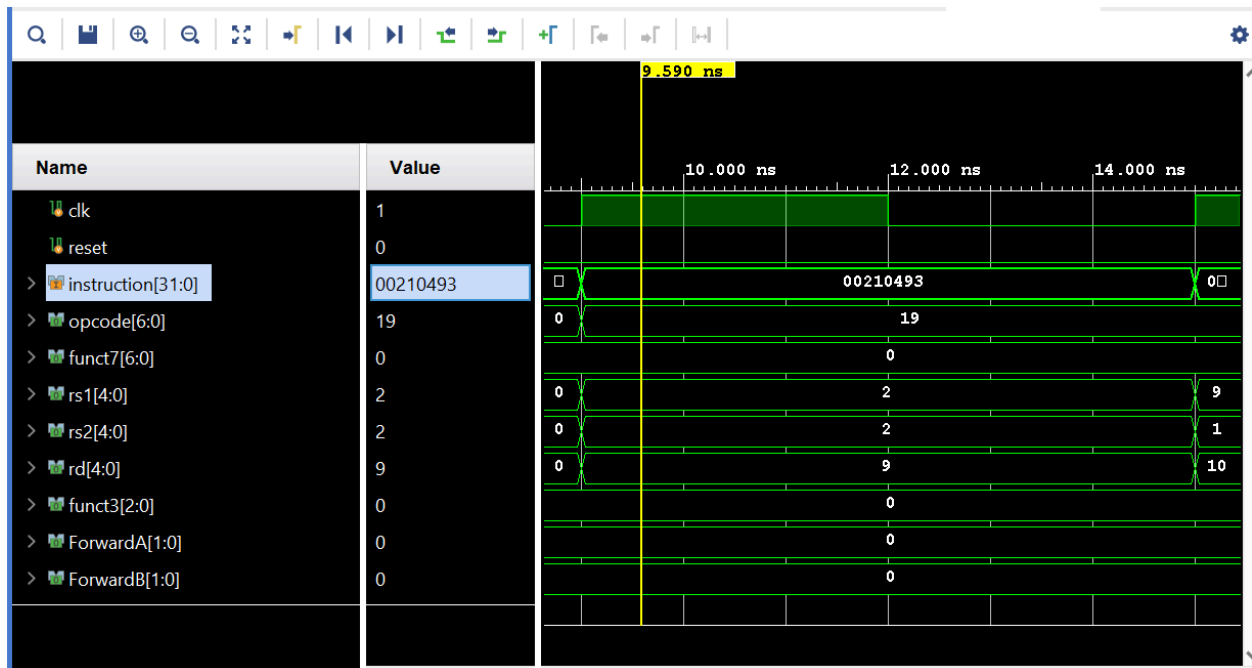 9.590 ns
Name Value
10.000 ns 12.000 ns 14.000 ns
clk 1
reset 0
instruction[31:0] 00210493 00210493 0
opcode[6:0] 19 0 19
funct7[6:0] 0 0
rs1[4:0] 2 0 2 9
rs2[4:0] 2 0 2 1
rd[4:0] 9 0 9 10
funct3[2:0] 0 0
ForwardA[1:0] 0 0
ForwardB[1:0] 0 0